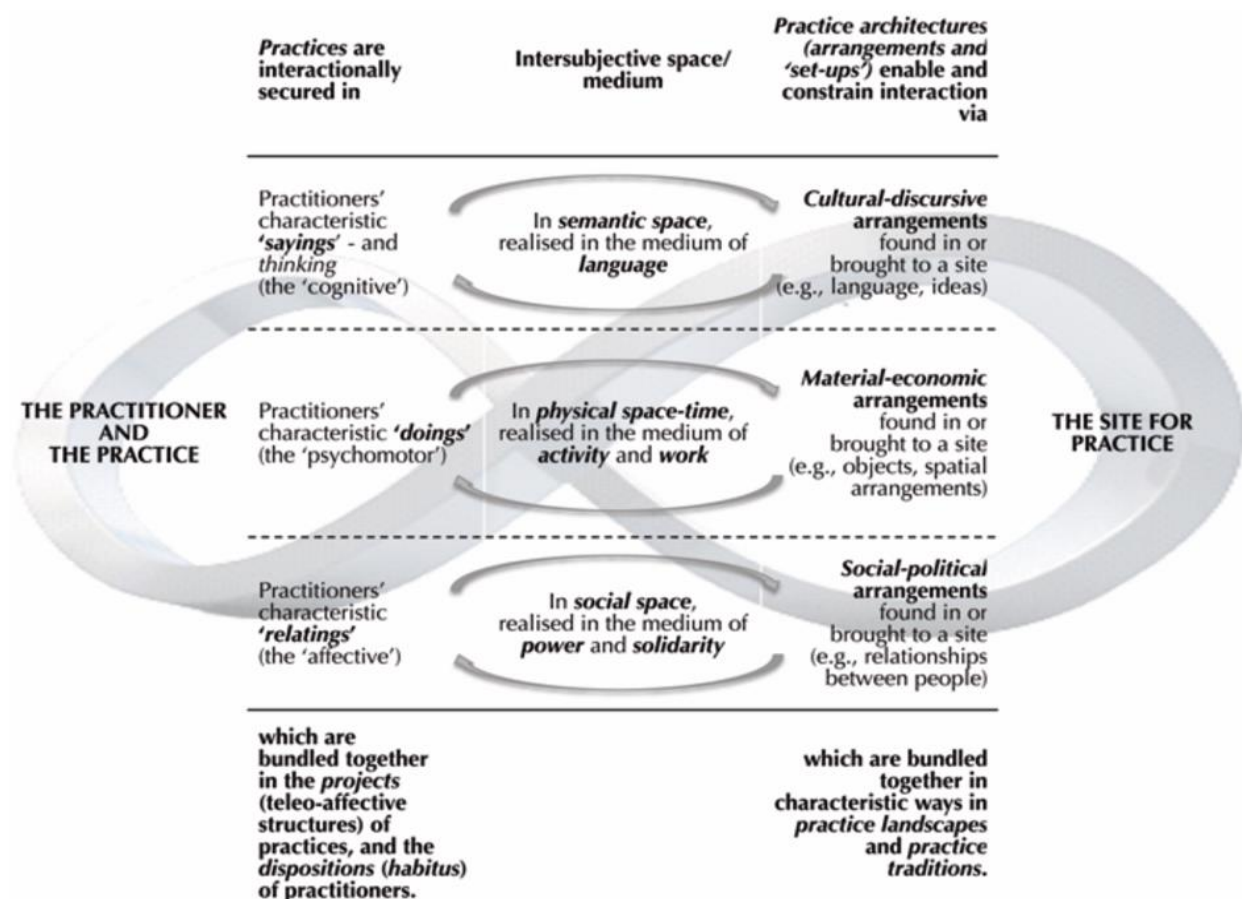 Practices are
interactionally
secured in
Intersubjective space/
medium
Practice architectures
(arrangements and
‘set-ups’) enable and
constrain interaction
via
Practitioners’
characteristic
‘sayings’ - and
thinking
(the ‘cognitive’)
In semantic space,
realised in the medium of
language
Cultural-discursive
arrangements
found in or
brought to a site
(e.g., language, ideas)
THE PRACTITIONER
AND
THE PRACTICE
Practitioners’
characteristic ‘doings’
(the ‘psychomotor’)
In physical space-time,
realised in the medium of
activity and work
Material-economic
arrangements
found in or
brought to a site
(e.g., objects, spatial
arrangements)
THE SITE FOR
PRACTICE
Practitioners’
characteristic
‘relatings’
(the ‘affective’)
In social space,
realised in the medium of
power and solidarity
Social-political
arrangements
found in or
brought to a site
(e.g., relationships
between people)
which are
bundled together
in the projects
(teleo-affective
structures) of
practices, and the
dispositions (habitus)
of practitioners.
which are bundled
together in
characteristic ways in
practice landscapes
and practice
traditions.